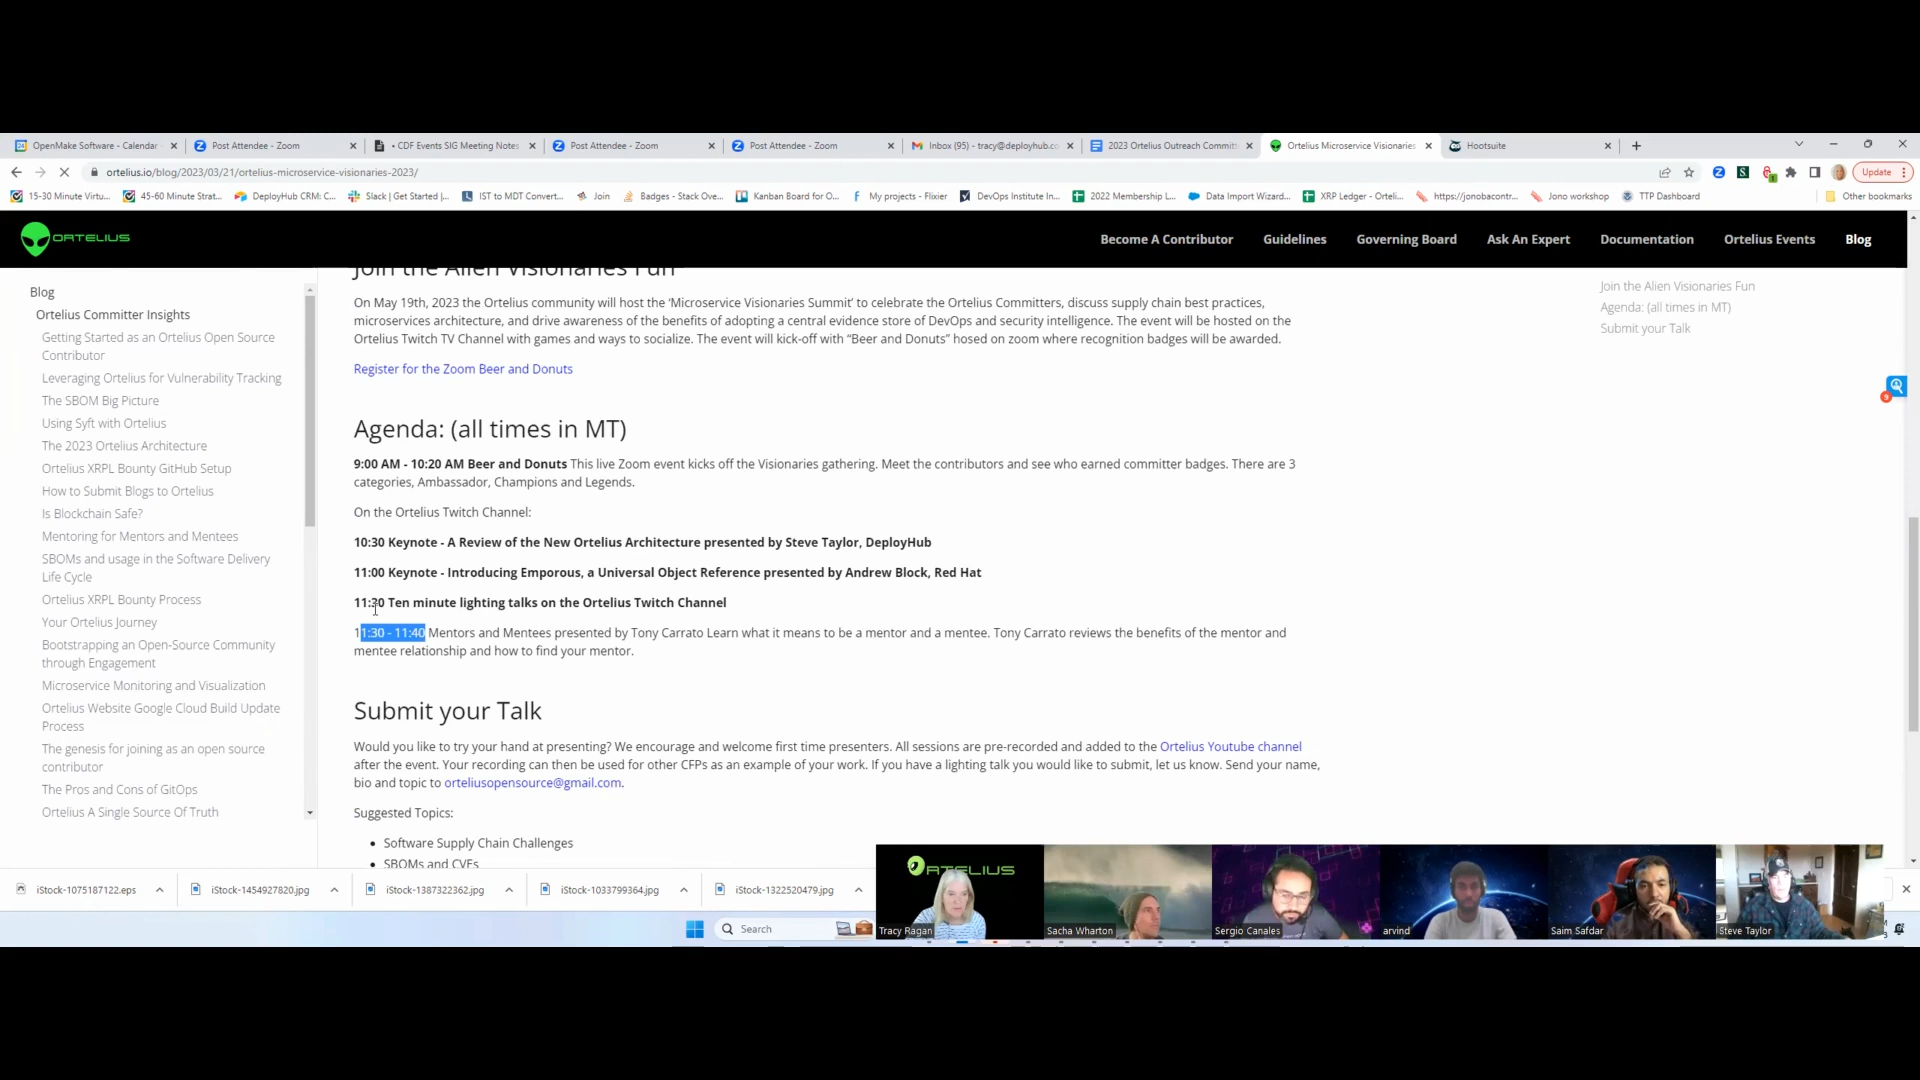 OpenMake Software - Calendar
Post Attendee - Zoom
• CDF Events SIG Meeting Notes
Post Attendee - Zoom
Post Attendee - Zoom
Inbox (95) - tracy@deployhub.co
2023 Ortelius Outreach Committ
Ortelius Microservice Visionaries
Hootsuite
ortelius.io/blog/2023/03/21/ortelius-microservice-visionaries-2023/
Update
15-30 Minute Virtu...
45-60 Minute Strat...
DeployHub CRM: C...
Slack | Get Started |...
IST to MDT Convert...
Join
Badges - Stack Ove...
Kanban Board for O...
My projects - Flixier
DevOps Institute In...
2022 Membership L...
Data Import Wizard...
XRP Ledger - Orteli...
https://jonobacontr...
Jono workshop
TTP Dashboard
Other bookmarks
ORTELIUS
Become A Contributor
Guidelines
Governing Board
Ask An Expert
Documentation
Ortelius Events
Blog
Blog
Ortelius Committer Insights
Getting Started as an Ortelius Open Source
Contributor
Leveraging Ortelius for Vulnerability Tracking
The SBOM Big Picture
Using Syft with Ortelius
The 2023 Ortelius Architecture
Ortelius XRPL Bounty GitHub Setup
How to Submit Blogs to Ortelius
Is Blockchain Safe?
Mentoring for Mentors and Mentees
SBOMs and usage in the Software Delivery
Life Cycle
Ortelius XRPL Bounty Process
Your Ortelius Journey
Bootstrapping an Open-Source Community
through Engagement
Microservice Monitoring and Visualization
Ortelius Website Google Cloud Build Update
Process
The genesis for joining as an open source
contributor
The Pros and Cons of GitOps
Ortelius A Single Source Of Truth
Join the Alien Visionaries Fun
On May 19th, 2023 the Ortelius community will host the ‘Microservice Visionaries Summit’ to celebrate the Ortelius Committers, discuss supply chain best practices,
microservices architecture, and drive awareness of the benefits of adopting a central evidence store of DevOps and security intelligence. The event will be hosted on the
Ortelius Twitch TV Channel with games and ways to socialize. The event will kick-off with “Beer and Donuts” hosed on zoom where recognition badges will be awarded.
Register for the Zoom Beer and Donuts
Agenda: (all times in MT)
9:00 AM - 10:20 AM Beer and Donuts This live Zoom event kicks off the Visionaries gathering. Meet the contributors and see who earned committer badges. There are 3
categories, Ambassador, Champions and Legends.
On the Ortelius Twitch Channel:
10:30 Keynote - A Review of the New Ortelius Architecture presented by Steve Taylor, DeployHub
11:00 Keynote - Introducing Emporous, a Universal Object Reference presented by Andrew Block, Red Hat
11:30 Ten minute lighting talks on the Ortelius Twitch Channel
11:30 - 11:40 Mentors and Mentees presented by Tony Carrato Learn what it means to be a mentor and a mentee. Tony Carrato reviews the benefits of the mentor and
mentee relationship and how to find your mentor.
Submit your Talk
Would you like to try your hand at presenting? We encourage and welcome first time presenters. All sessions are pre-recorded and added to the Ortelius Youtube channel
after the event. Your recording can then be used for other CFPs as an example of your work. If you have a lighting talk you would like to submit, let us know. Send your name,
bio and topic to orteliusopensource@gmail.com.
Suggested Topics:
• Software Supply Chain Challenges
• SBOMs and CVEs
Join the Alien Visionaries Fun
Agenda: (all times in MT)
Submit your Talk
9
iStock-1075187122.eps
iStock-1454927820.jpg
iStock-1387322362.jpg
iStock-1033799364.jpg
iStock-1322520479.jpg
Search
ORTELIUS
Tracy Ragan
Sacha Wharton
Sergio Canales
arvind
Saim Safdar
Steve Taylor